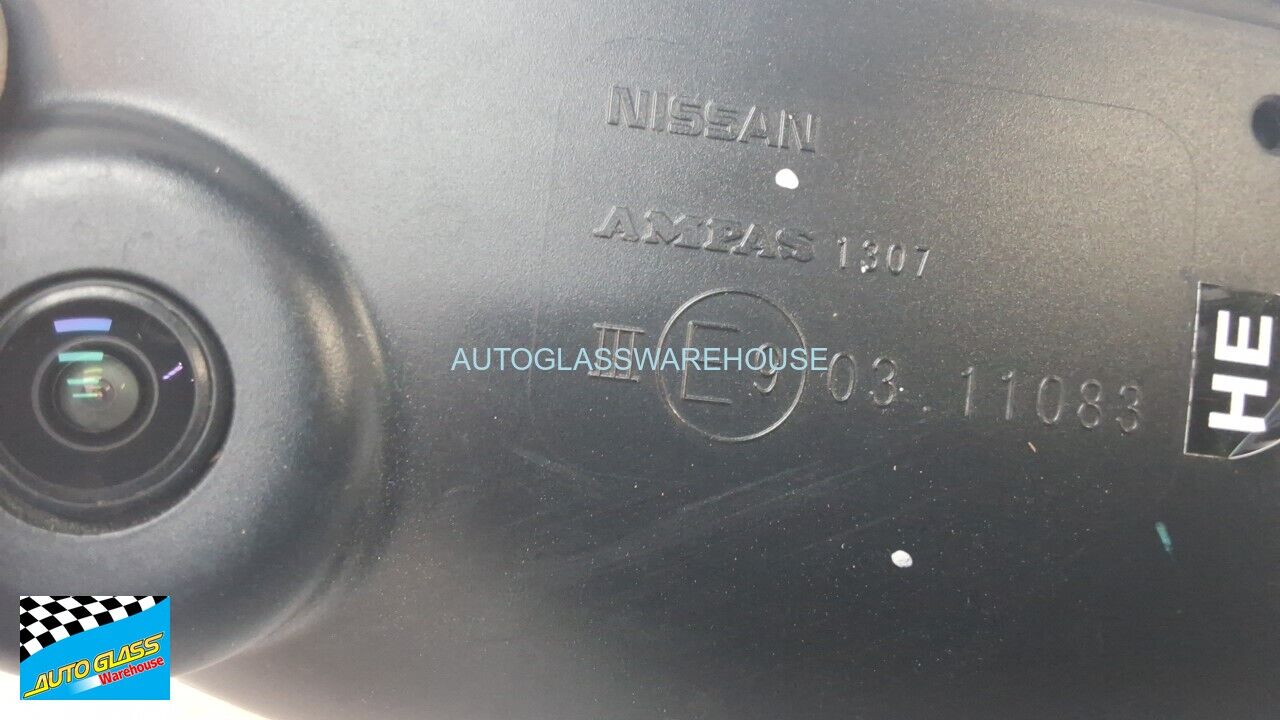 NISSAN
AMPAS 1307
III E9 03.11083
AUTOGLASSWAREHOUSE
HE
AUTO GLASS
Warehouse